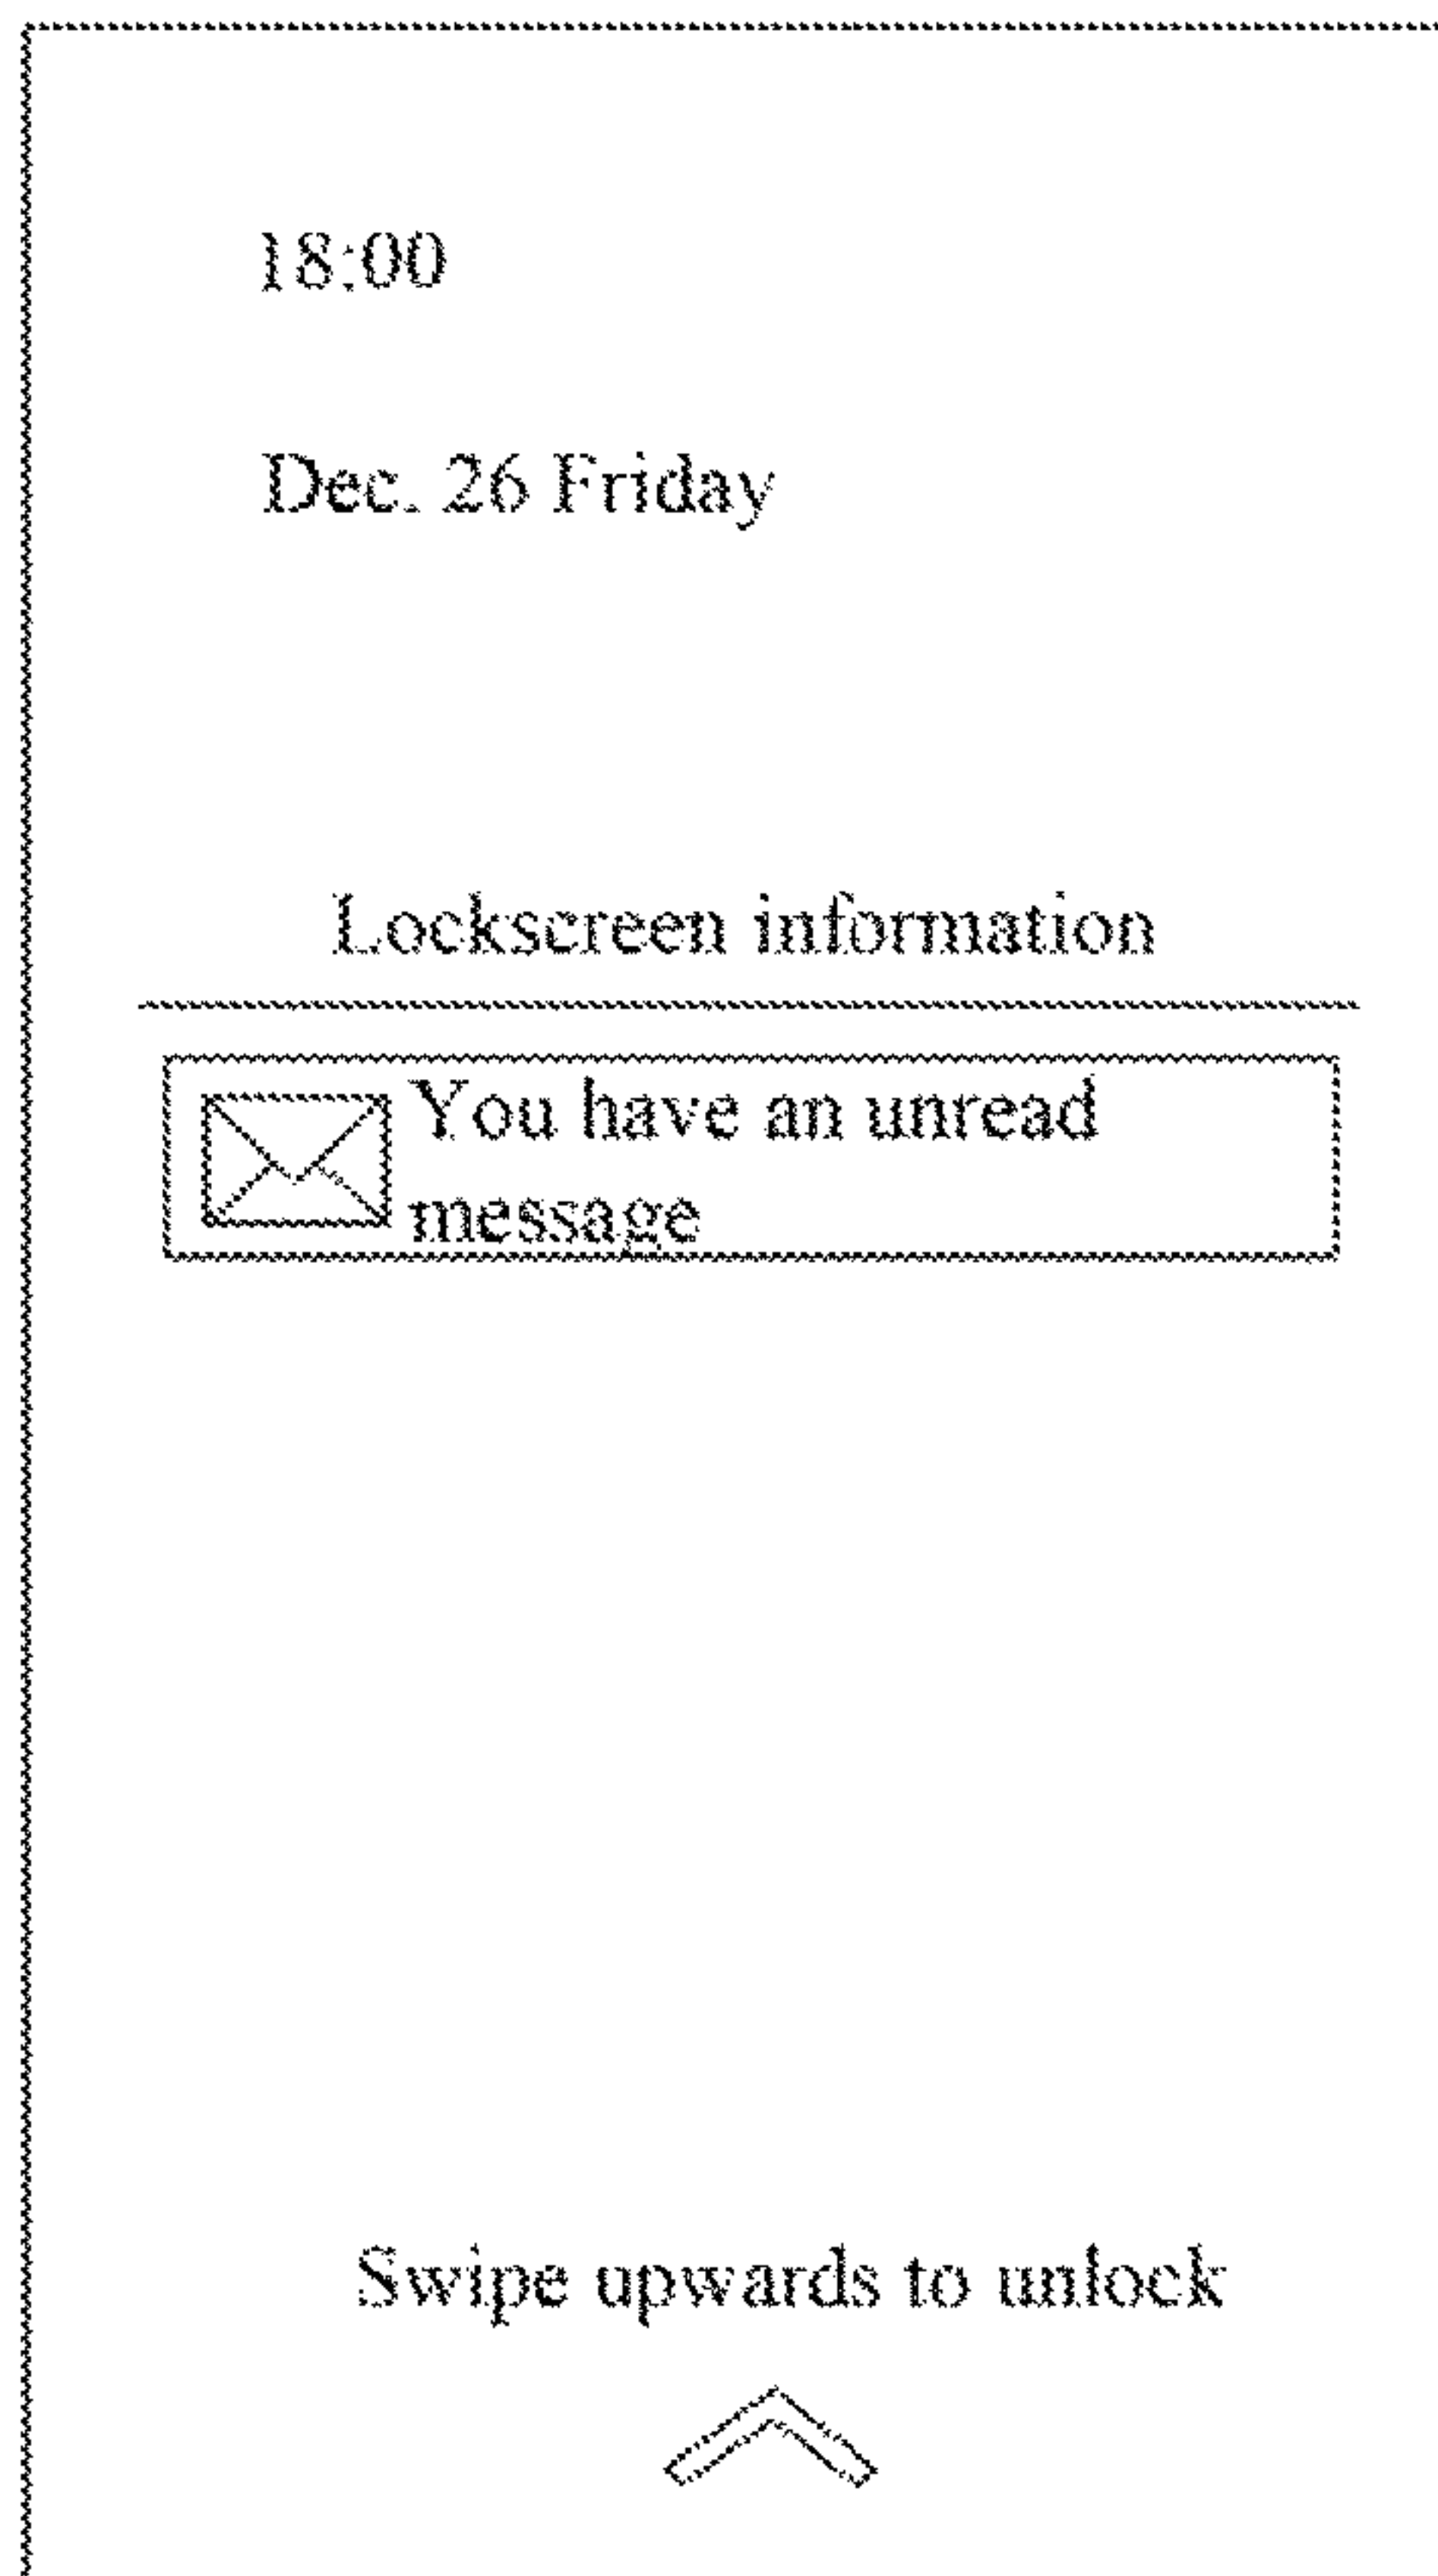 18:00
Dec. 26 Friday
Lockscreen information
You have an unread
message
Swipe upwards to unlock